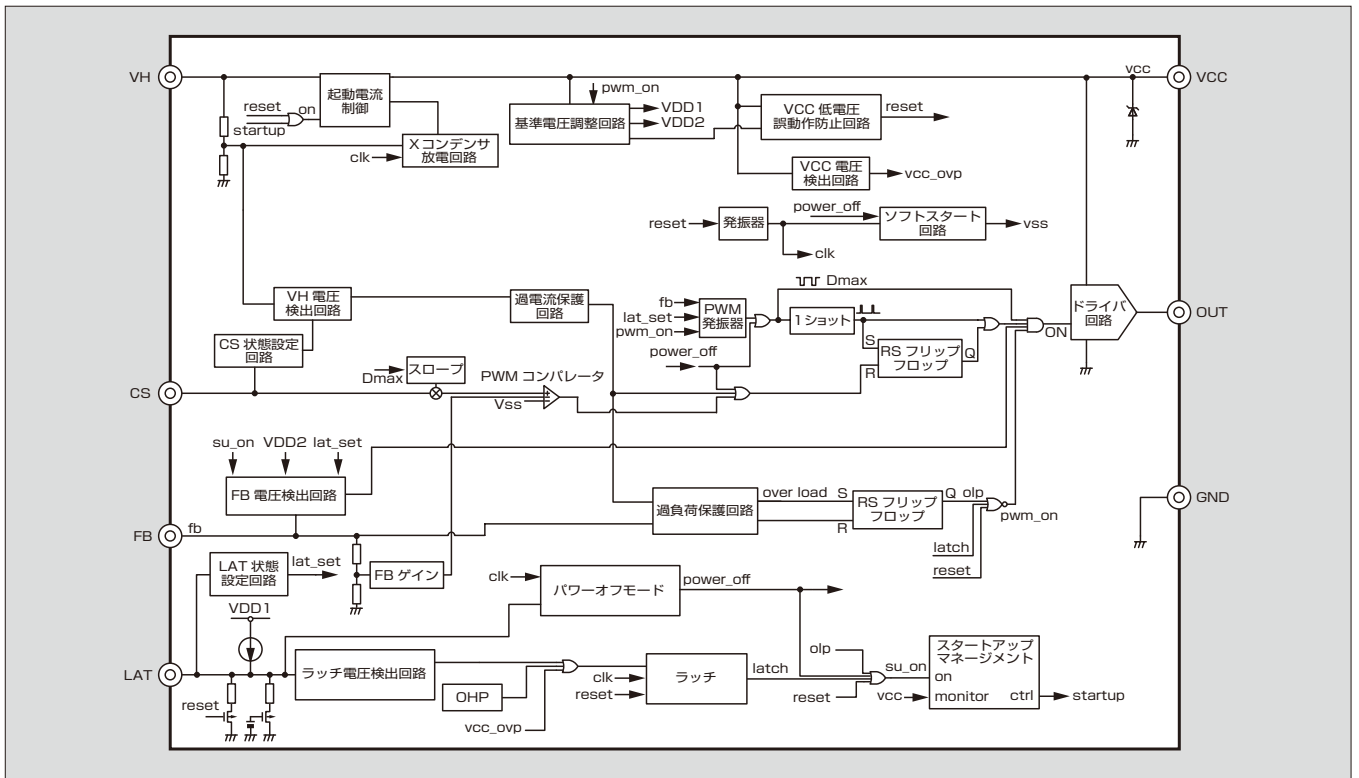 VH
reset
startup
on
起動電流
制御
clk
Xコンデンサ
放電回路
pwm_on
基準電圧調整回路
VDD1
VDD2
VCC 低電圧
誤動作防止回路
reset
VCC 電圧
検出回路
vcc_ovp
vcc
VCC
reset
発振器
clk
power_off
ソフトスタート
回路
vss
VH 電圧
検出回路
CS 状態設定
回路
過電流保護
回路
fb
lat_set
pwm_on
PWM
発振器
power_off
Dmax
1ショット
S
R
RS フリップ
フロップ
Q
ON
ドライバ
回路
OUT
CS
Dmax
スロープ
PWM コンパレータ
Vss
su_on
VDD2
lat_set
FB 電圧検出回路
FB
fb
過負荷保護回路
over load
S
R
RS フリップ
フロップ
Q
olp
latch
reset
pwm_on
GND
LAT 状態
設定回路
lat_set
FB ゲイン
clk
パワーオフモード
power_off
VDD1
LAT
reset
ラッチ電圧検出回路
OHP
vcc_ovp
clk
reset
ラッチ
latch
olp
reset
su_on
vcc
スタートアップ
マネージメント
on
monitor
ctrl
startup